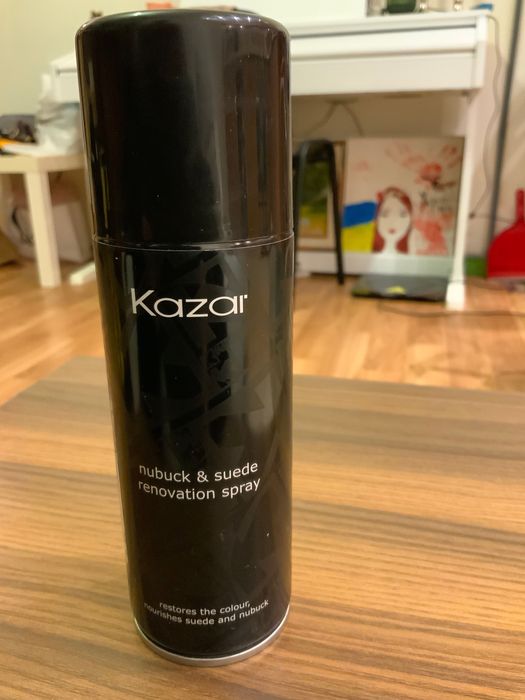 Kazar
nubuck & suede
renovation spray
restores the colour,
nourishes suede and nubuck